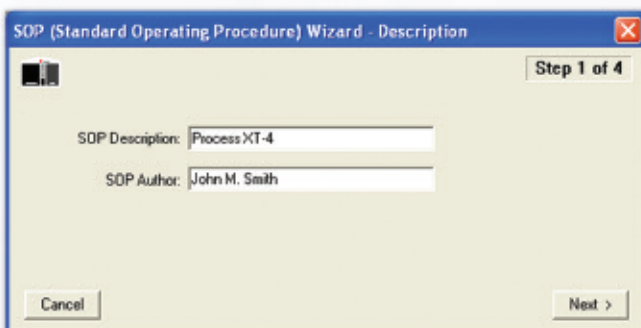 SOP (Standard Operating Procedure) Wizard - Description
Step 1 of 4
SOP Description: Process XT-4
SOP Author: John M. Smith
Cancel Next >